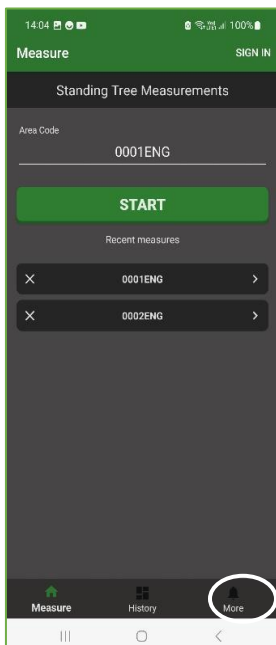 14:04 100%
Measure SIGN IN
Standing Tree Measurements
Area Code
0001ENG
START
Recent measures
0001ENG
0002ENG
Measure History More